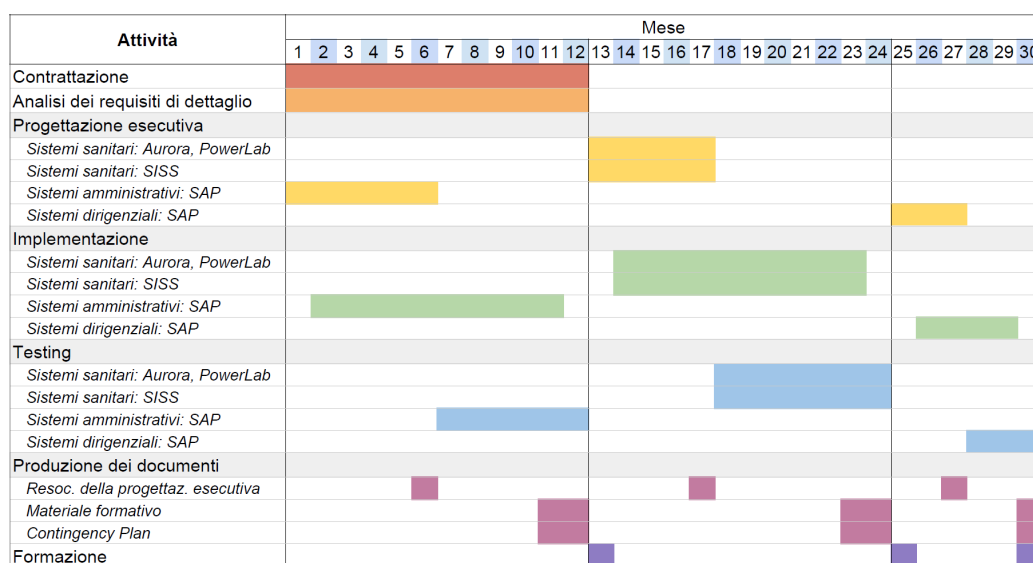 Attività
Mese
1 2 3 4 5 6 7 8 9 10 11 12 13 14 15 16 17 18 19 20 21 22 23 24 25 26 27 28 29 30
Contrattazione
Analisi dei requisiti di dettaglio
Progettazione esecutiva
Sistemi sanitari: Aurora, PowerLab
Sistemi sanitari: SISS
Sistemi amministrativi: SAP
Sistemi dirigenziali: SAP
Implementazione
Sistemi sanitari: Aurora, PowerLab
Sistemi sanitari: SISS
Sistemi amministrativi: SAP
Sistemi dirigenziali: SAP
Testing
Sistemi sanitari: Aurora, PowerLab
Sistemi sanitari: SISS
Sistemi amministrativi: SAP
Sistemi dirigenziali: SAP
Produzione dei documenti
Resoc. della progettaz. esecutiva
Materiale formativo
Contingency Plan
Formazione